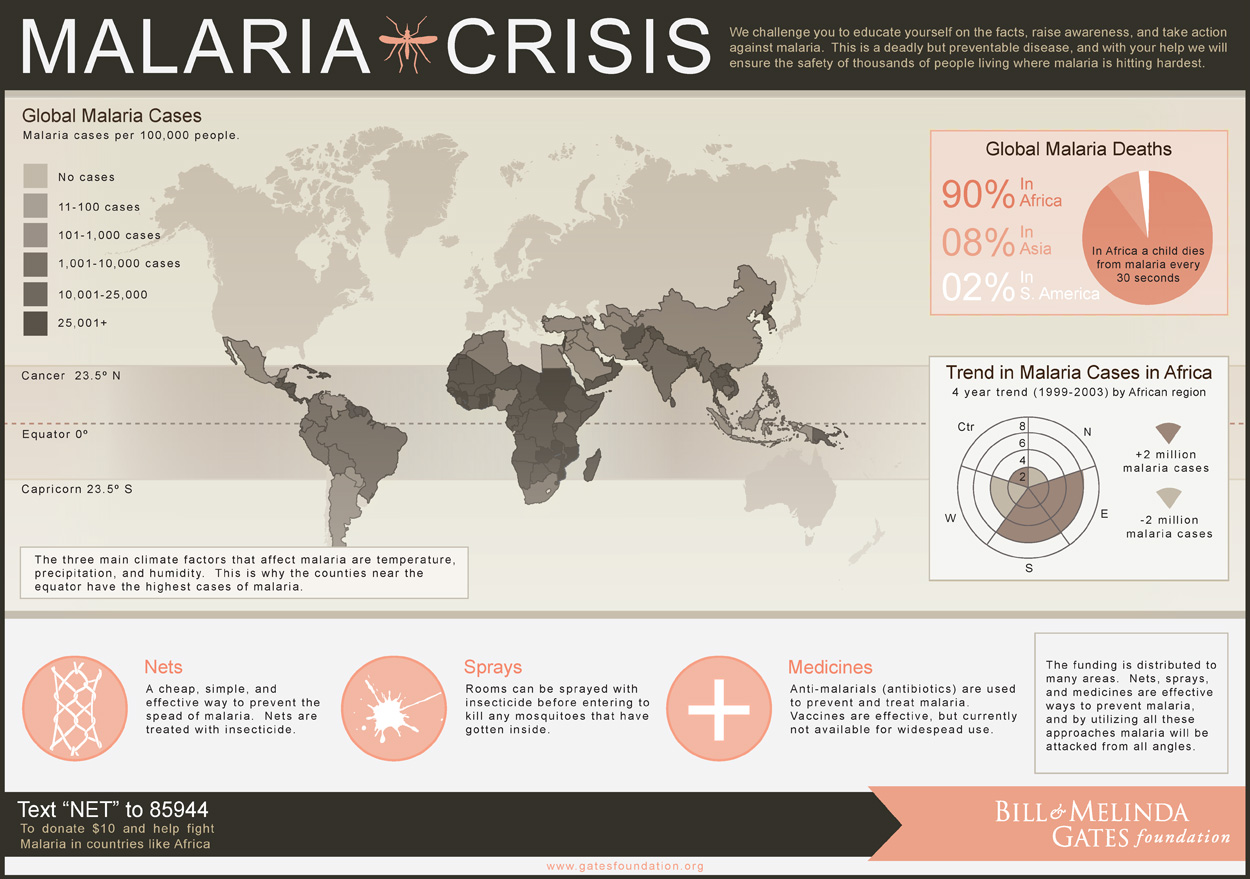 MALARIA CRISIS
We challenge you to educate yourself on the facts, raise awareness, and take action
against malaria. This is a deadly but preventable disease, and with your help we will
ensure the safety of thousands of people living where malaria is hitting hardest.
Global Malaria Cases
Malaria cases per 100,000 people.
No cases
11-100 cases
101-1,000 cases
1,001-10,000 cases
10,001-25,000
25,001+
Cancer 23.5º N
Equator 0º
Capricorn 23.5º S
The three main climate factors that affect malaria are temperature,
precipitation, and humidity. This is why the counties near the
equator have the highest cases of malaria.
Global Malaria Deaths
90% In
Africa
08% In
Asia
02% In
S. America
In Africa a child dies
from malaria every
30 seconds
Trend in Malaria Cases in Africa
4 year trend (1999-2003) by African region
Ctr
N
E
S
W
8
6
4
2
+2 million
malaria cases
-2 million
malaria cases
Nets
A cheap, simple, and
effective way to prevent the
spead of malaria. Nets are
treated with insecticide.
Sprays
Rooms can be sprayed with
insecticide before entering to
kill any mosquitoes that have
gotten inside.
Medicines
Anti-malarials (antibiotics) are used
to prevent and treat malaria.
Vaccines are effective, but currently
not available for widespead use.
The funding is distributed to
many areas. Nets, sprays,
and medicines are effective
ways to prevent malaria,
and by utilizing all these
approaches malaria will be
attacked from all angles.
Text “NET” to 85944
To donate $10 and help fight
Malaria in countries like Africa
BILL & MELINDA
GATES foundation
www.gatesfoundation.org